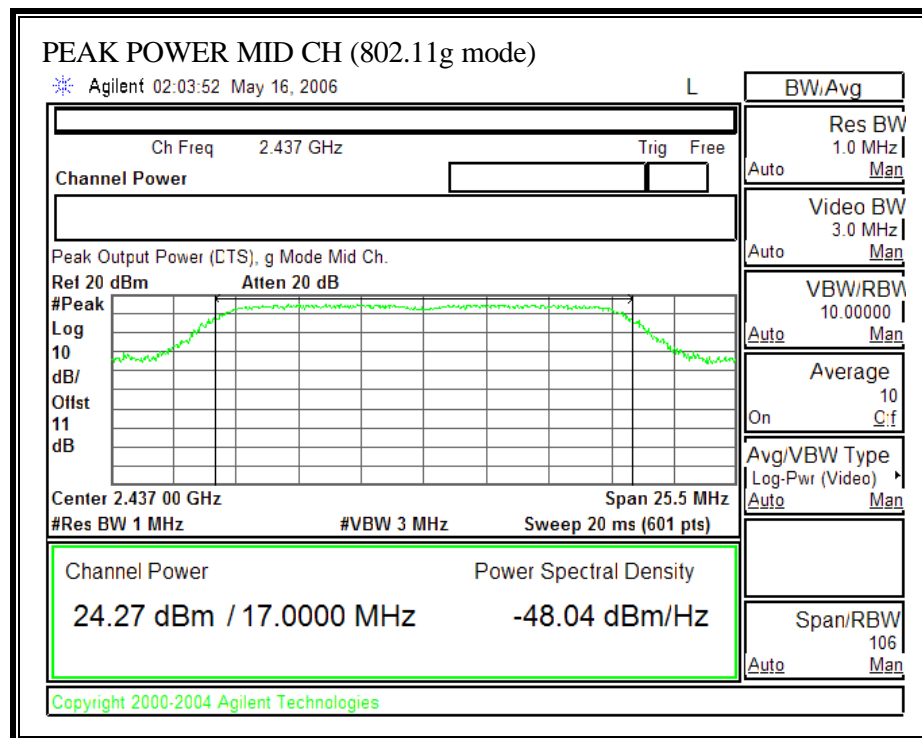 PEAK POWER MID CH (802.11g mode)
Agilent 02:03:52 May 16, 2006 L
Ch Freq 2.437 GHz Trig Free
Channel Power
Peak Output Power (DTS), g Mode Mid Ch.
Ref 20 dBm Atten 20 dB
#Peak
Log
10
dB/
Offst
11
dB
Center 2.437 00 GHz Span 25.5 MHz
#Res BW 1 MHz #VBW 3 MHz Sweep 20 ms (601 pts)
Channel Power Power Spectral Density
24.27 dBm / 17.0000 MHz -48.04 dBm/Hz
Copyright 2000-2004 Agilent Technologies
BW/Avg
Res BW
1.0 MHz
Auto Man
Video BW
3.0 MHz
Auto Man
VBW/RBW
10.00000
Auto Man
Average
10
On Off
Avg/VBW Type
Log-Pwr (Video)
Auto Man
Span/RBW
106
Auto Man